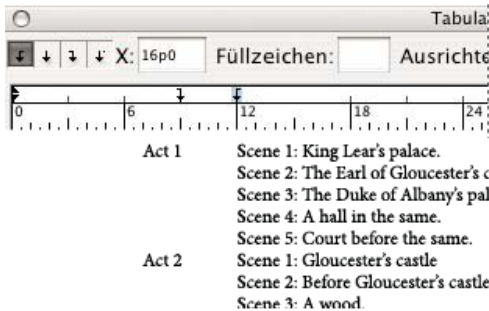 Tabula
X: 16p0 Füllzeichen: Ausrichte
0 6 12 18 24
Act 1 Scene 1: King Lear's palace.
Scene 2: The Earl of Gloucester's c
Scene 3: The Duke of Albany's pal
Scene 4: A hall in the same.
Scene 5: Court before the same.
Act 2 Scene 1: Gloucester's castle
Scene 2: Before Gloucester's castle
Scene 3: A wood.